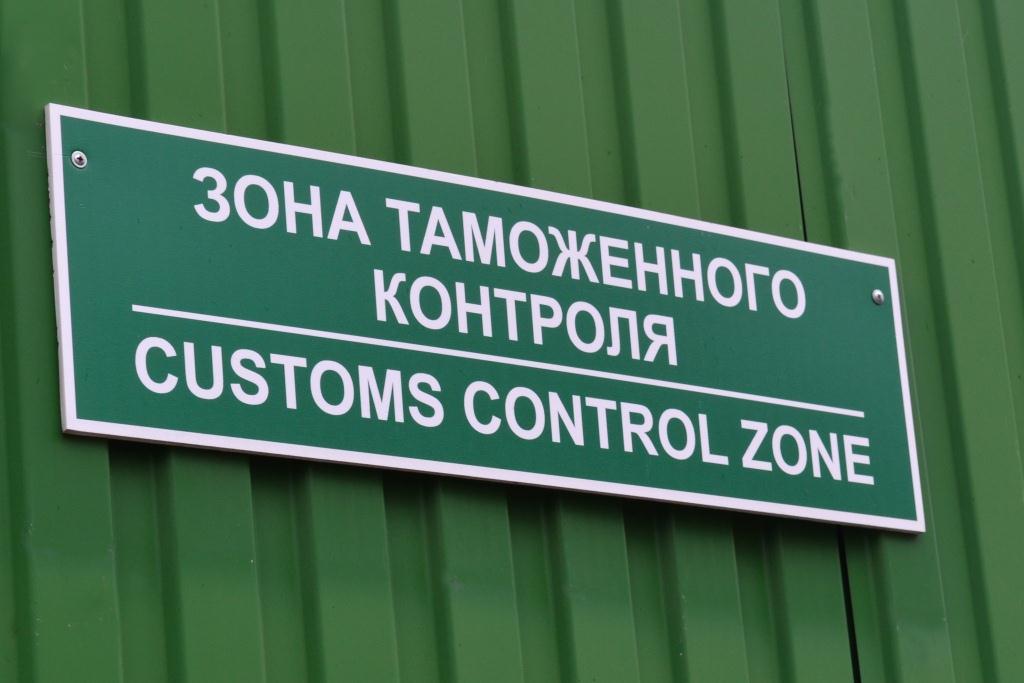 ЗОНА ТАМОЖЕННОГО
КОНТРОЛЯ
CUSTOMS CONTROL ZONE